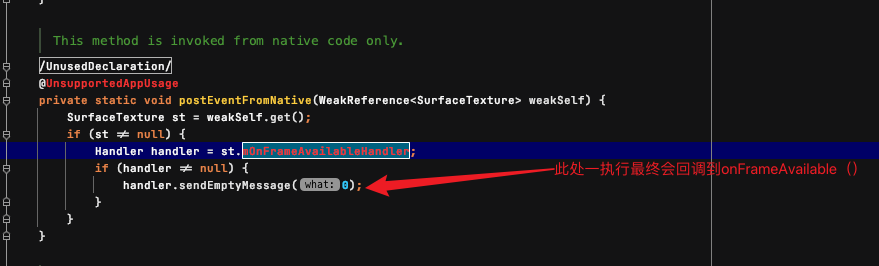 }
This method is invoked from native code only.
/UnusedDeclaration/
@UnsupportedAppUsage
private static void postEventFromNative(WeakReference<SurfaceTexture> weakSelf) {
SurfaceTexture st = weakSelf.get();
if (st ≠ null) {
Handler handler = st.mOnFrameAvailableHandler;
if (handler ≠ null) {
handler.sendEmptyMessage( what: 0); 此处一执行最终会回调到onFrameAvailable（）
}
}
}